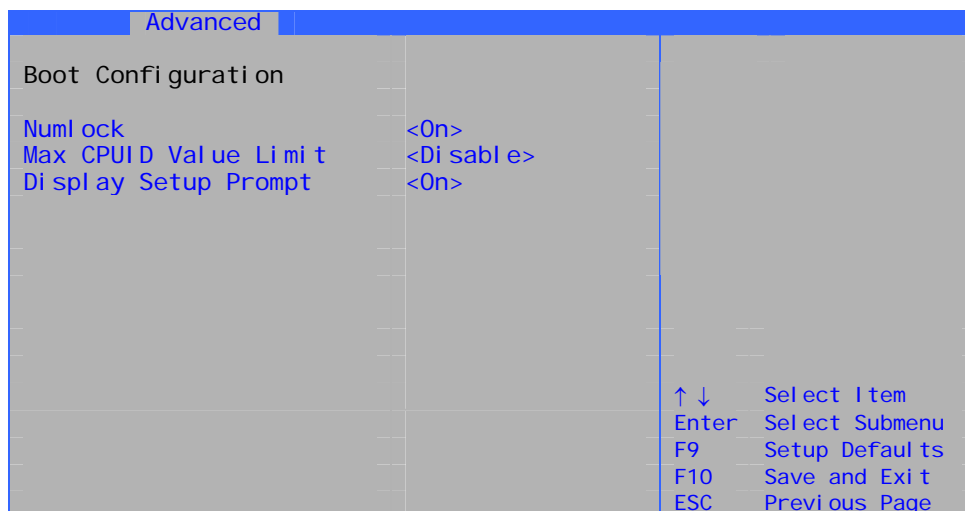 Advanced
Boot Configuration
Numlock <On>
Max CPUID Value Limit <Disable>
Display Setup Prompt <On>
↑↓ Select Item
Enter Select Submenu
F9 Setup Defaults
F10 Save and Exit
ESC Previous Page